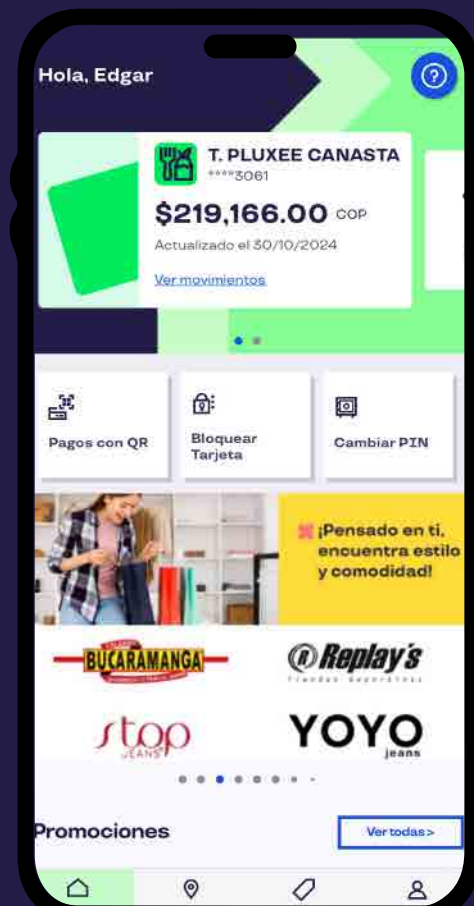 Hola, Edgar
?
T. PLUXEE CANASTA
****3061
$219,166.00 COP
Actualizado el 30/10/2024
Ver movimientos
Pagos con QR
Bloquear
Tarjeta
Cambiar PIN
¡Pensado en ti,
encuentra estilo
y comodidad!
BUCARAMANGA
R Replay's
Tiendas deportivas
stop
JEANS
YOYO
jeans
Promociones
Ver todas >